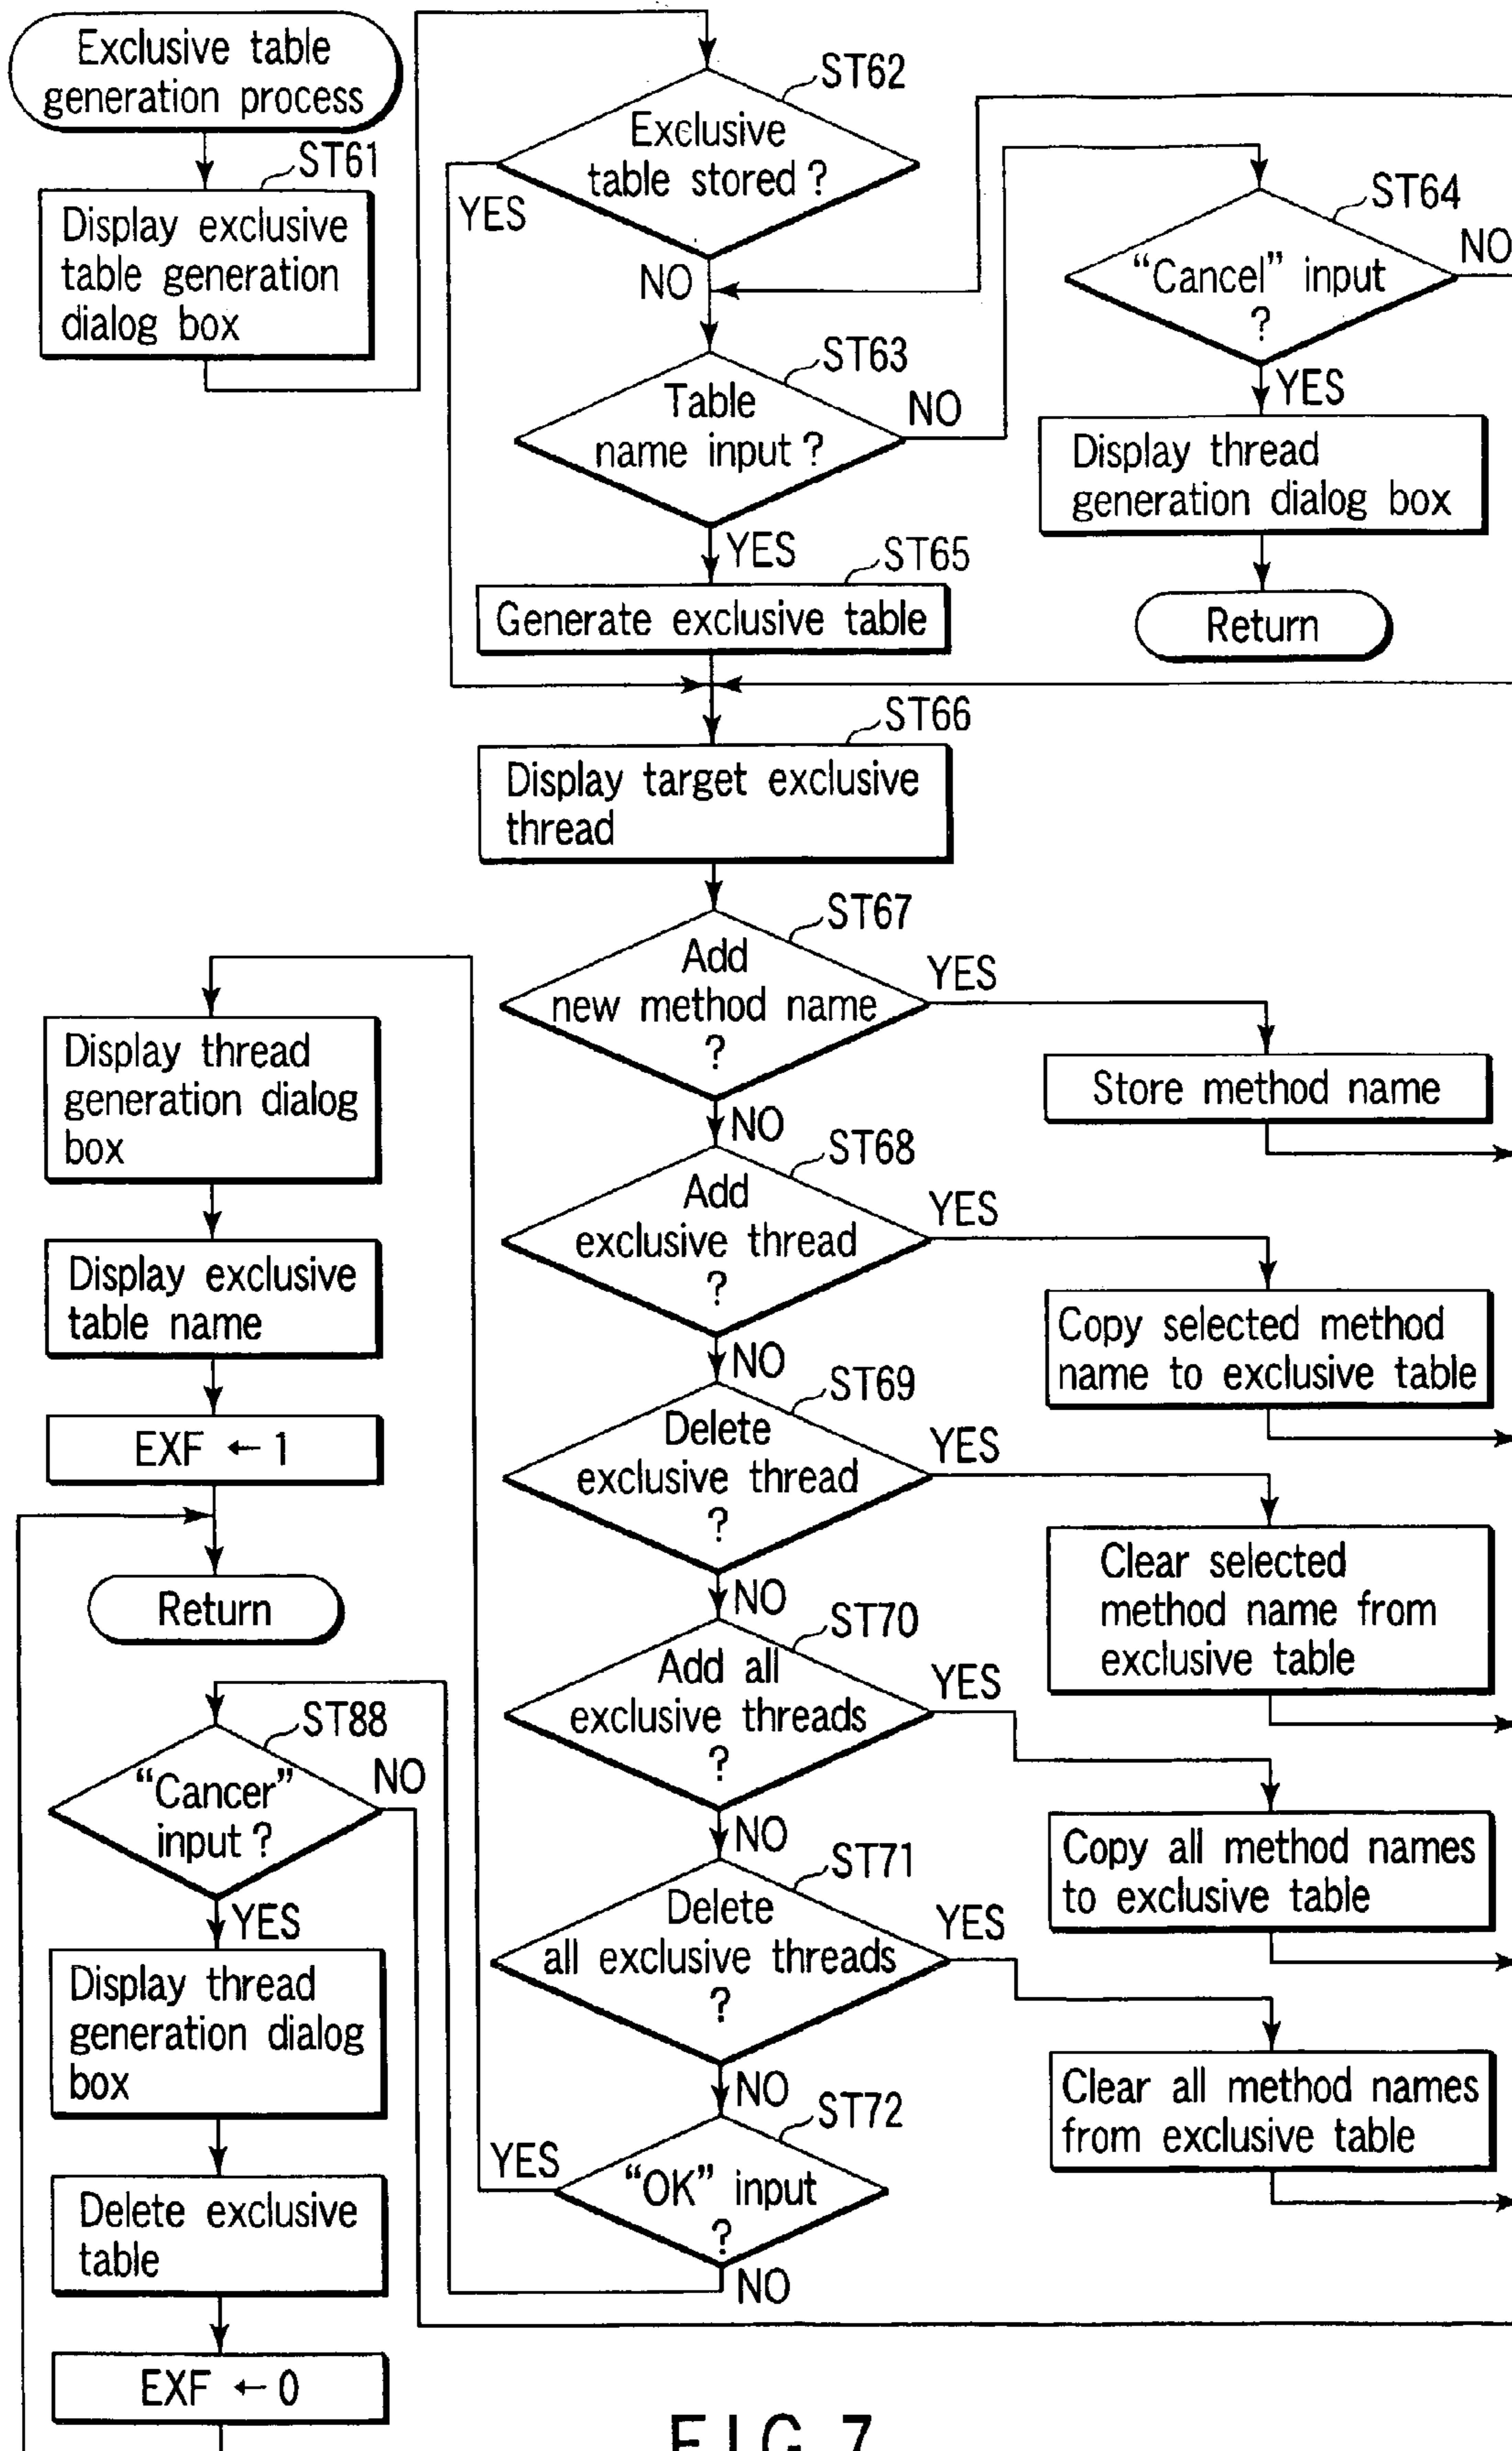 Exclusive table
generation process
ST61
Display exclusive
table generation
dialog box
ST62
Exclusive
table stored ?
YES
NO
ST63
Table
name input ?
NO
YES
ST64
“Cancel” input
?
NO
YES
Display thread
generation dialog box
Return
ST65
Generate exclusive table
ST66
Display target exclusive
thread
ST67
Add
new method name
?
YES
NO
Store method name
ST68
Add
exclusive thread
?
YES
NO
Copy selected method
name to exclusive table
ST69
Delete
exclusive thread
?
YES
NO
Clear selected
method name from
exclusive table
ST70
Add all
exclusive threads
?
YES
NO
Copy all method names
to exclusive table
ST71
Delete
all exclusive threads
?
YES
NO
Clear all method names
from exclusive table
ST72
“OK” input
?
YES
NO
Display thread
generation dialog
box
Display exclusive
table name
EXF ← 1
Return
ST88
“Cancer”
input ?
NO
YES
Display thread
generation dialog
box
Delete exclusive
table
EXF ← 0
FIG. 7